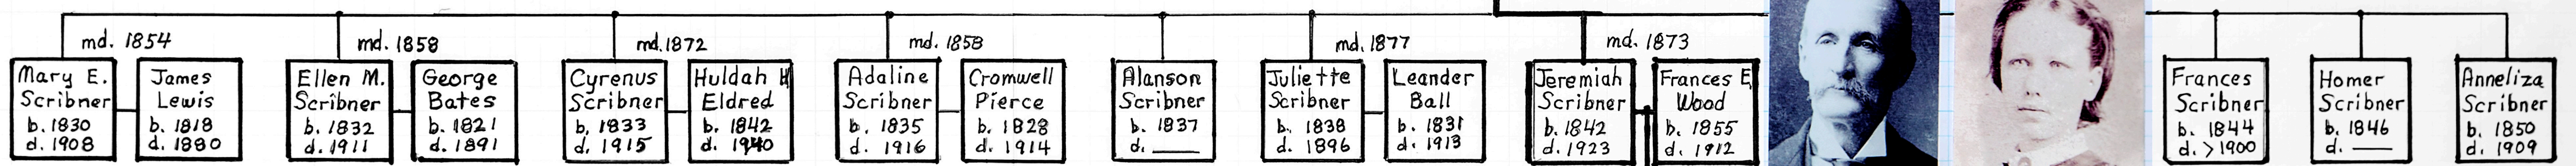 md. 1854
Mary E.
Scribner
b. 1830
d. 1908
James
Lewis
b. 1818
d. 1880
md. 1858
Ellen M.
Scribner
b. 1832
d. 1911
George
Bates
b. 1821
d. 1891
md. 1872
Cyrenus
Scribner
b. 1833
d. 1915
Huldah H
Eldred
b. 1842
d. 1940
md. 1858
Adaline
Scribner
b. 1835
d. 1916
Cromwell
Pierce
b. 1828
d. 1914
Alanson
Scribner
b. 1837
d. ____
md. 1877
Juliette
Scribner
b. 1838
d. 1896
Leander
Ball
b. 1831
d. 1913
md. 1873
Jeremiah
Scribner
b. 1842
d. 1923
Frances E
Wood
b. 1855
d. 1912
Frances
Scribner
b. 1844
d. >1900
Homer
Scribner
b. 1846
d. ____
Anneliza
Scribner
b. 1850
d. 1909